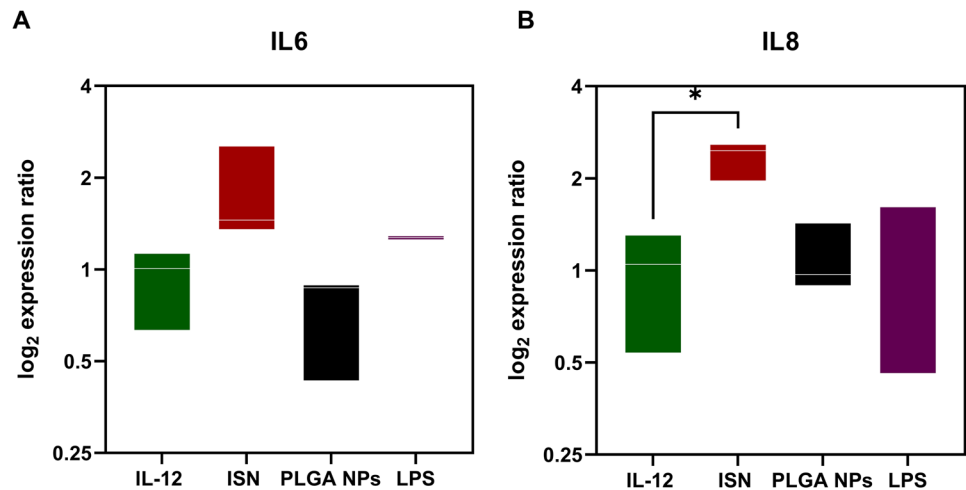 A
IL6
log2 expression ratio
4
2
1
0.5
0.25
IL-12 ISN PLGA NPs LPS
B
IL8
log2 expression ratio
4
2
1
0.5
0.25
*
IL-12 ISN PLGA NPs LPS